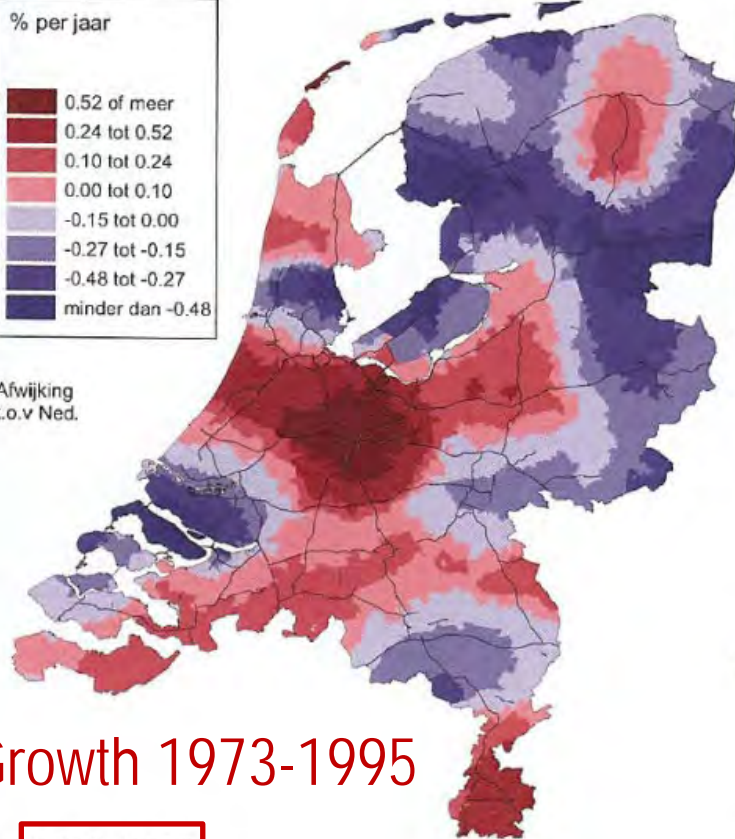 % per jaar
0.52 of meer
0.24 tot 0.52
0.10 tot 0.24
0.00 tot 0.10
-0.15 tot 0.00
-0.27 tot -0.15
-0.48 tot -0.27
minder dan -0.48
Afwijking
.o.v Ned.
Growth 1973-1995